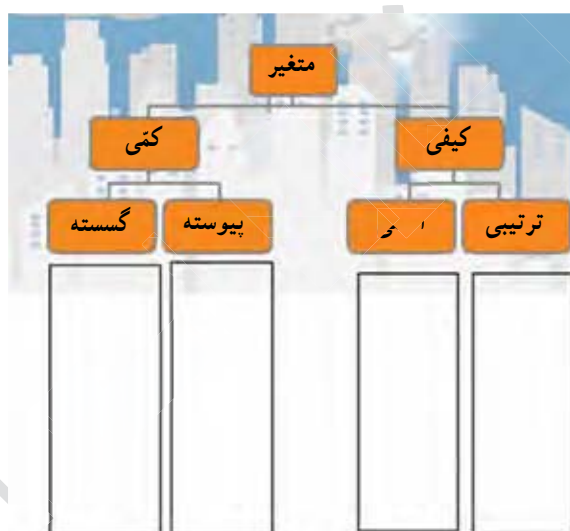 متغیر
کیفی
کمّی
ترتیبی
پیوسته
گسسته